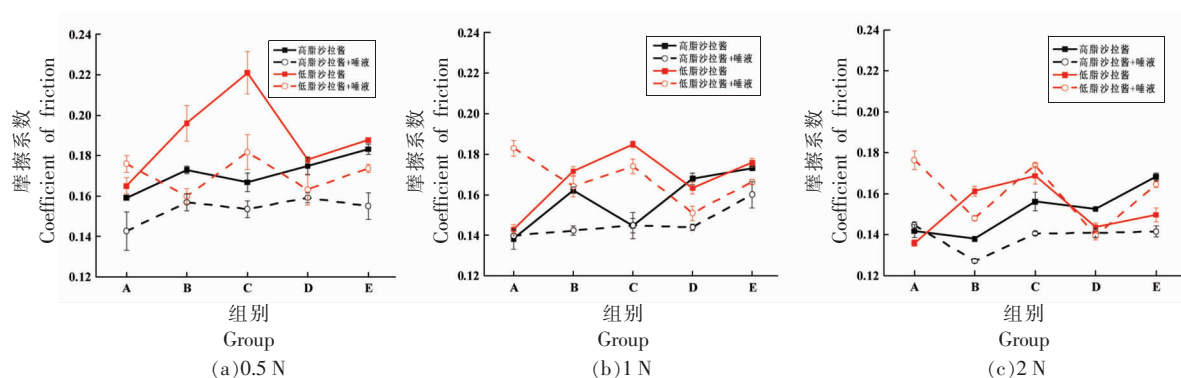 0.24
0.22
0.20
0.18
0.16
0.14
0.12
摩擦系数
Coefficient of friction
高脂沙拉酱
高脂沙拉酱+唾液
低脂沙拉酱
低脂沙拉酱+唾液
A B C D E
组别
Group
(a)0.5 N
0.24
0.22
0.20
0.18
0.16
0.14
0.12
摩擦系数
Coefficient of friction
高脂沙拉酱
高脂沙拉酱+唾液
低脂沙拉酱
低脂沙拉酱+唾液
A B C D E
组别
Group
(b)1 N
0.24
0.22
0.20
0.18
0.16
0.14
0.12
摩擦系数
Coefficient of friction
高脂沙拉酱
高脂沙拉酱+唾液
低脂沙拉酱
低脂沙拉酱+唾液
A B C D E
组别
Group
(c)2 N